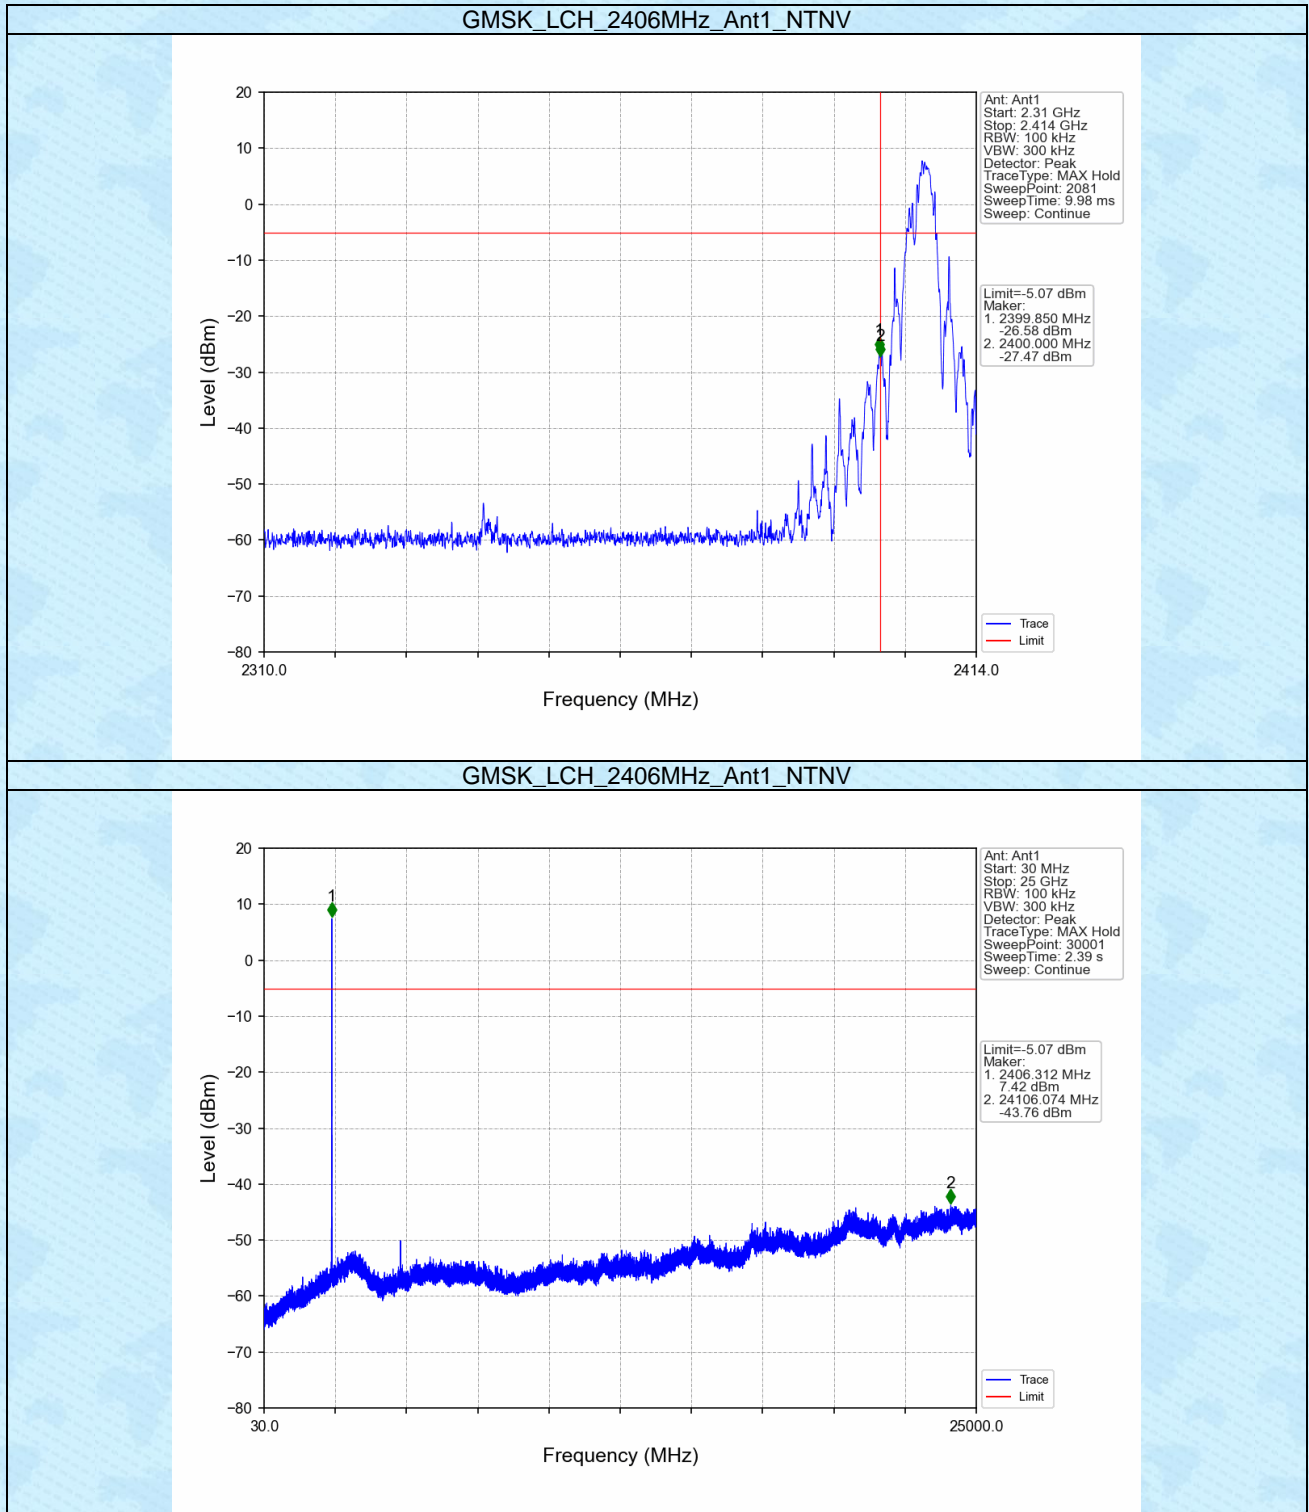 GMSK_LCH_2406MHz_Ant1_NTNV
20
10
0
−10
−20
−30
−40
−50
−60
−70
−80
Level (dBm)
1
2
2310.0
2414.0
Frequency (MHz)
Ant: Ant1
Start: 2.31 GHz
Stop: 2.414 GHz
RBW: 100 kHz
VBW: 300 kHz
Detector: Peak
TraceType: MAX Hold
SweepPoint: 2081
SweepTime: 9.98 ms
Sweep: Continue
Limit=-5.07 dBm
Maker:
1. 2399.850 MHz
-26.58 dBm
2. 2400.000 MHz
-27.47 dBm
Trace
Limit
GMSK_LCH_2406MHz_Ant1_NTNV
20
10
0
−10
−20
−30
−40
−50
−60
−70
−80
Level (dBm)
1
2
30.0
25000.0
Frequency (MHz)
Ant: Ant1
Start: 30 MHz
Stop: 25 GHz
RBW: 100 kHz
VBW: 300 kHz
Detector: Peak
TraceType: MAX Hold
SweepPoint: 30001
SweepTime: 2.39 s
Sweep: Continue
Limit=-5.07 dBm
Maker:
1. 2406.312 MHz
7.42 dBm
2. 24106.074 MHz
-43.76 dBm
Trace
Limit